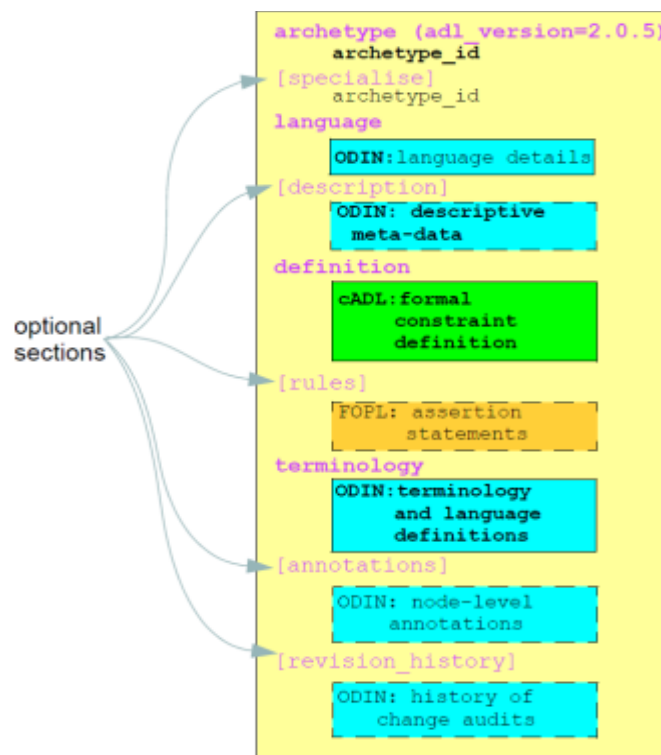 archetype (adl_version=2.0.5)
archetype_id
[specialise]
archetype_id
language
ODIN:language details
[description]
ODIN: descriptive
meta-data
definition
cADL:formal
constraint
definition
optional
sections
[rules]
FOPL: assertion
statements
terminology
ODIN:terminology
and language
definitions
[annotations]
ODIN: node-level
annotations
[revision_history]
ODIN: history of
change audits